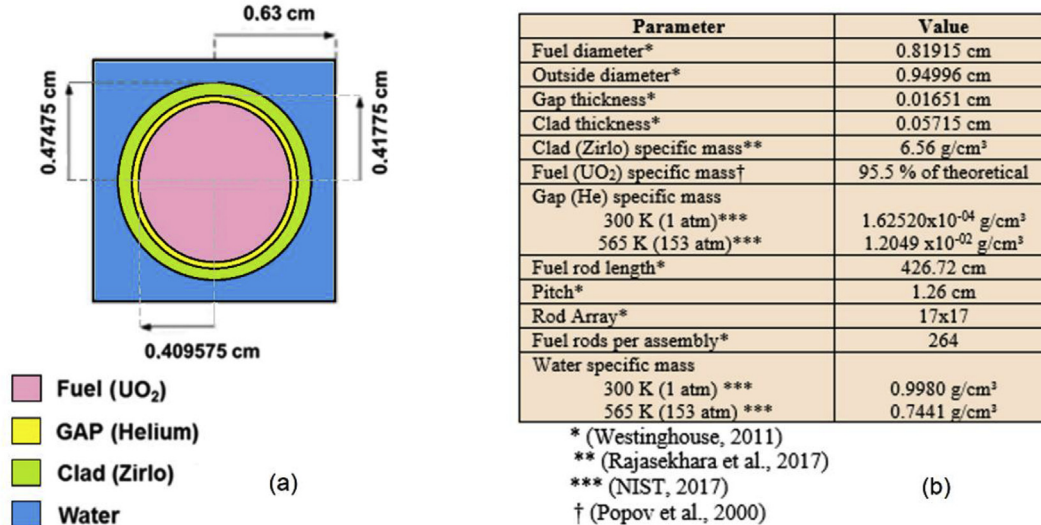 0.63 cm
0.47475 cm
0.41775 cm
0.409575 cm
Fuel (UO₂)
GAP (Helium)
Clad (Zirlo)
Water
(a)
Parameter Value
Fuel diameter* 0.81915 cm
Outside diameter* 0.94996 cm
Gap thickness* 0.01651 cm
Clad thickness* 0.05715 cm
Clad (Zirlo) specific mass** 6.56 g/cm³
Fuel (UO₂) specific mass† 95.5 % of theoretical
Gap (He) specific mass
300 K (1 atm)*** 1.62520x10⁻⁰⁴ g/cm³
565 K (153 atm)*** 1.2049 x10⁻⁰² g/cm³
Fuel rod length* 426.72 cm
Pitch* 1.26 cm
Rod Array* 17x17
Fuel rods per assembly* 264
Water specific mass
300 K (1 atm) *** 0.9980 g/cm³
565 K (153 atm) *** 0.7441 g/cm³
* (Westinghouse, 2011)
** (Rajasekhara et al., 2017)
*** (NIST, 2017)
† (Popov et al., 2000)
(b)